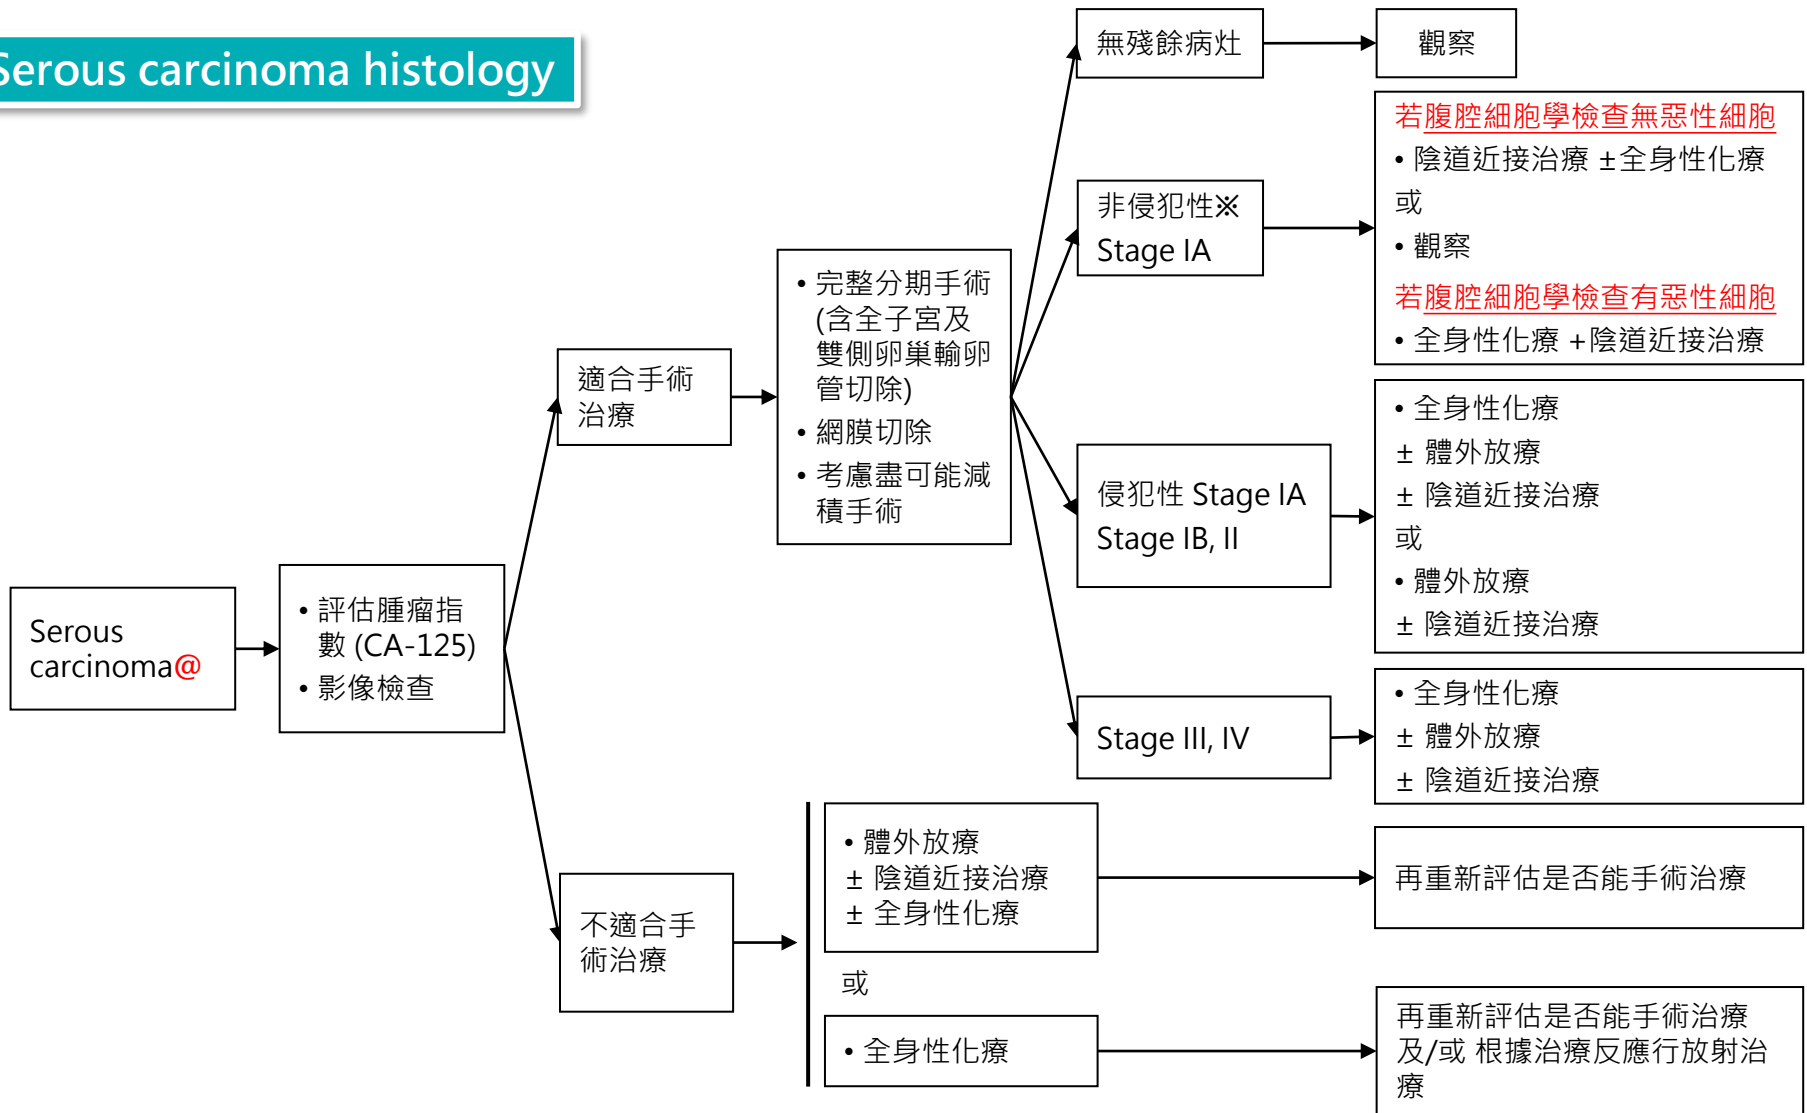 Serous carcinoma histology
Serous
carcinoma@
• 評估腫瘤指
數 (CA-125)
• 影像檢查
適合手術
治療
• 完整分期手術
(含全子宮及
雙側卵巢輸卵
管切除)
• 網膜切除
• 考慮盡可能減
積手術
無殘餘病灶
觀察
非侵犯性※
Stage IA
若腹腔細胞學檢查無惡性細胞
• 陰道近接治療 ±全身性化療
或
• 觀察
若腹腔細胞學檢查有惡性細胞
• 全身性化療 +陰道近接治療
侵犯性 Stage IA
Stage IB, II
• 全身性化療
± 體外放療
± 陰道近接治療
或
• 體外放療
± 陰道近接治療
Stage III, IV
• 全身性化療
± 體外放療
± 陰道近接治療
不適合手
術治療
• 體外放療
± 陰道近接治療
± 全身性化療
再重新評估是否能手術治療
或
• 全身性化療
再重新評估是否能手術治療
及/或 根據治療反應行放射治
療